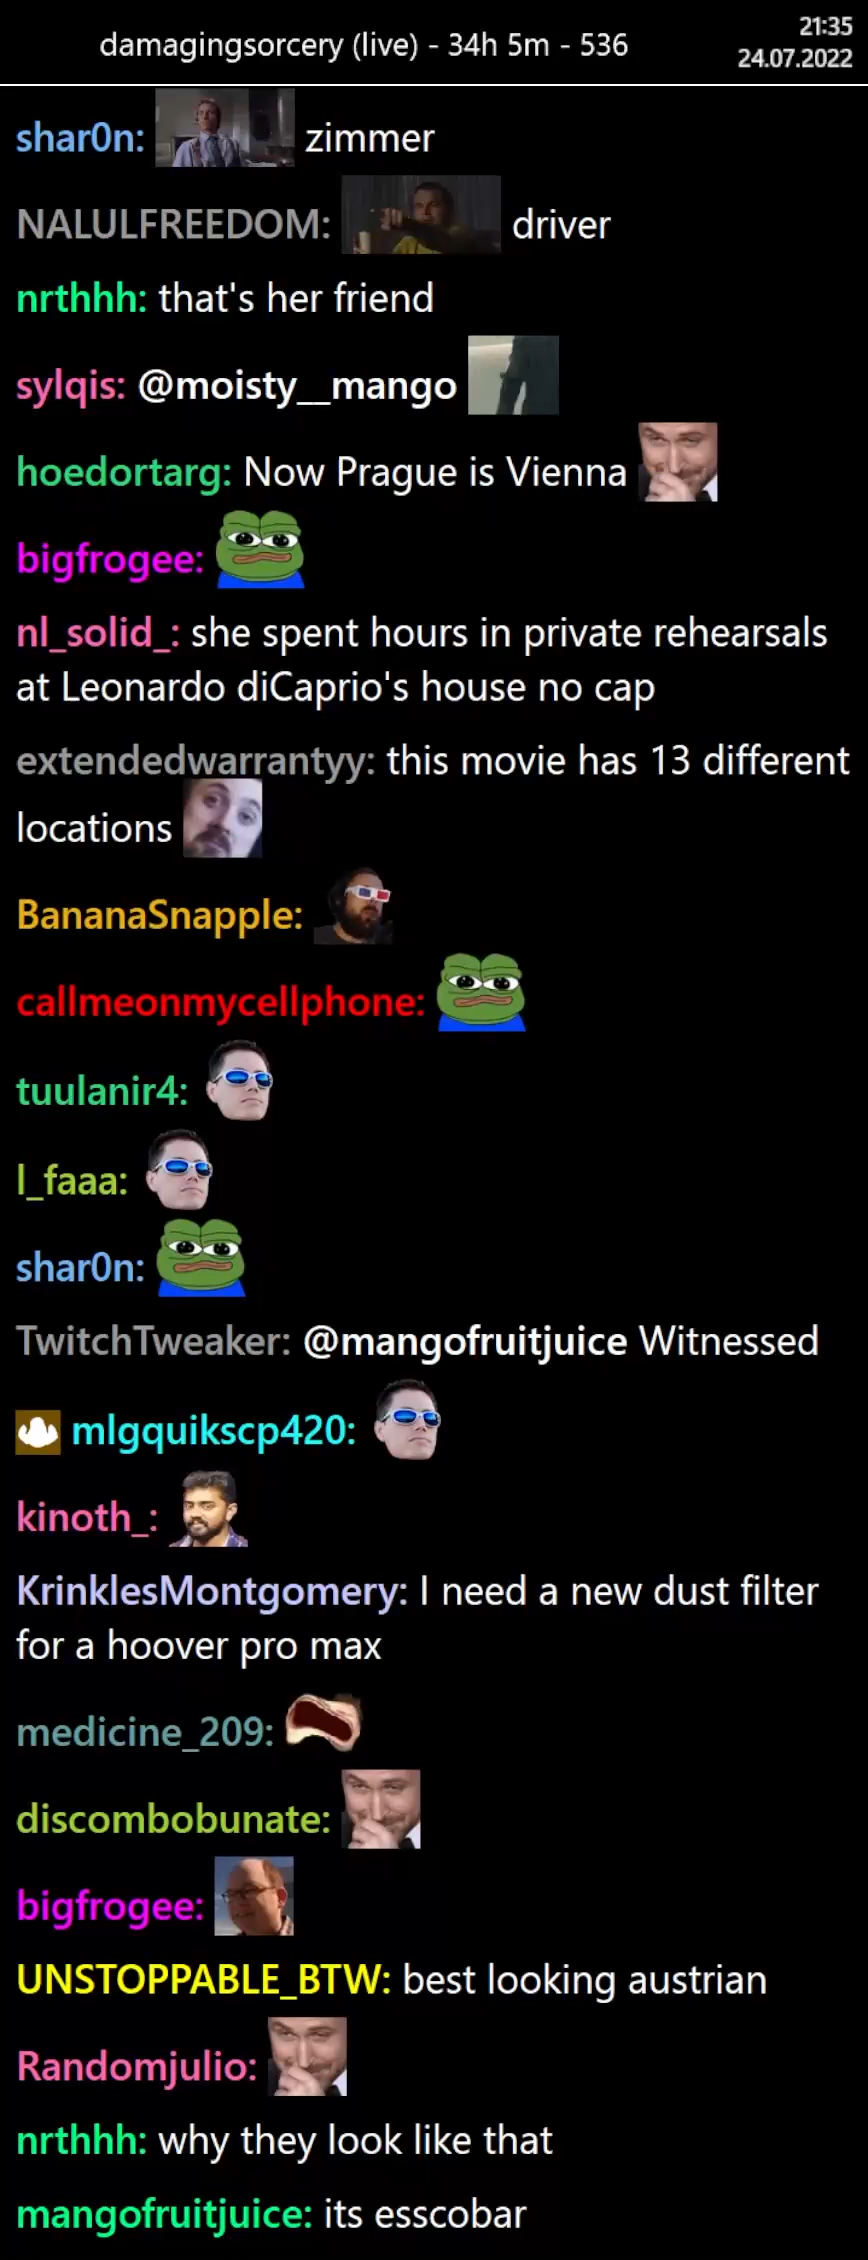 damagingsorcery (live) - 34h 5m - 536
21:35
24.07.2022
shar0n: zimmer
NALULFREEDOM: driver
nrthhh: that's her friend
sylqis: @moisty__mango
hoedortarg: Now Prague is Vienna
bigfrogee:
nl_solid_: she spent hours in private rehearsals
at Leonardo diCaprio's house no cap
extendedwarrantyy: this movie has 13 different
locations
BananaSnapple:
callmeonmycellphone:
tuulanir4:
l_faaa:
shar0n:
TwitchTweaker: @mangofruitjuice Witnessed
mlgquikscp420:
kinoth_:
KrinklesMontgomery: I need a new dust filter
for a hoover pro max
medicine_209:
discombobunate:
bigfrogee:
UNSTOPPABLE_BTW: best looking austrian
Randomjulio:
nrthhh: why they look like that
mangofruitjuice: its esscobar